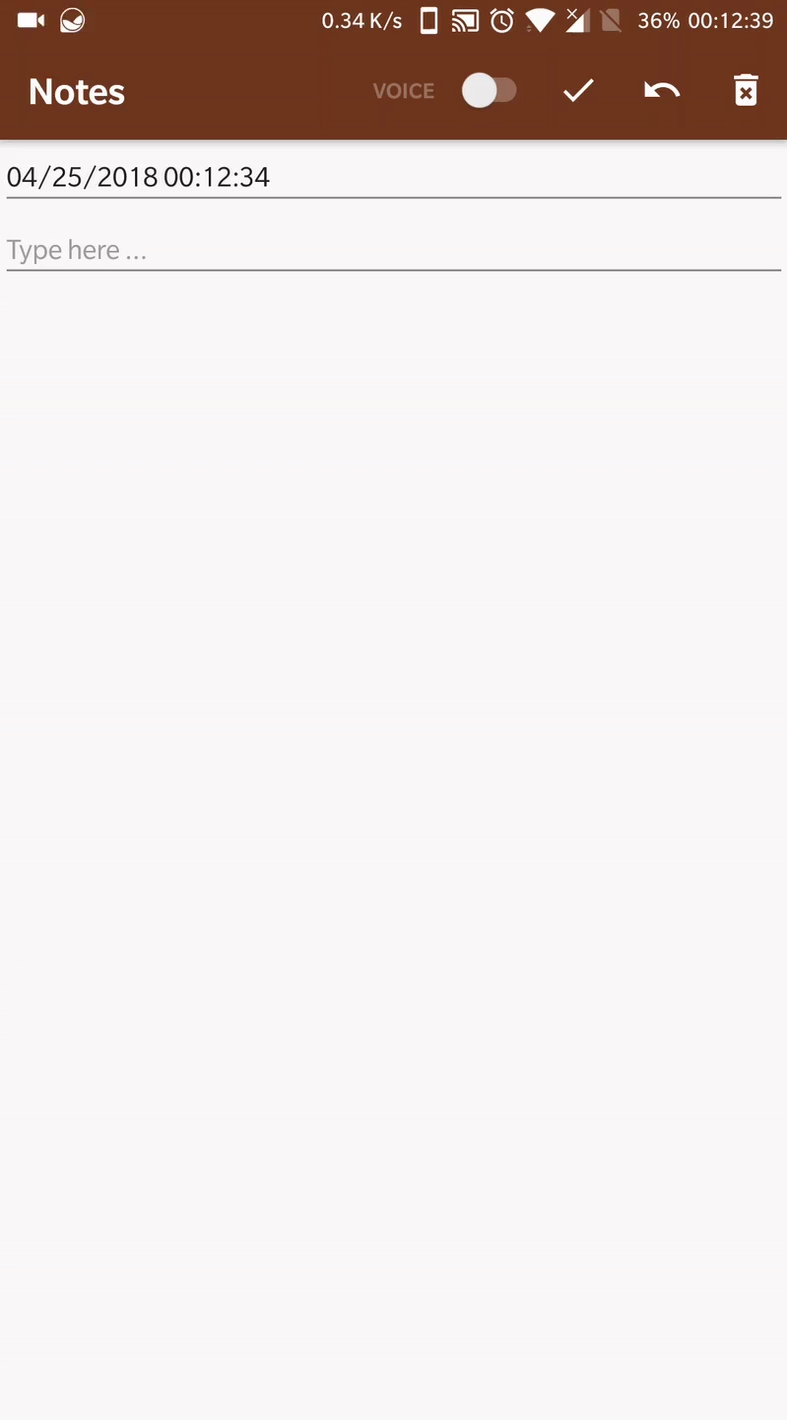 0.34 K/s 36% 00:12:39
Notes VOICE
04/25/2018 00:12:34
Type here ...